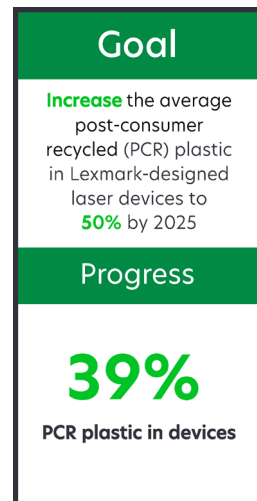 Goal
Increase the average
post-consumer
recycled (PCR) plastic
in Lexmark-designed
laser devices to
50% by 2025
Progress
39%
PCR plastic in devices